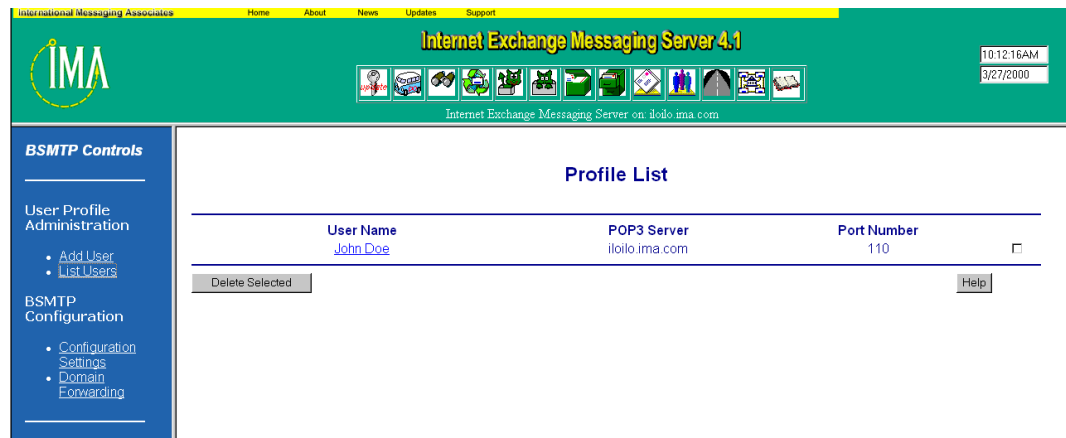 International Messaging Associates Home About News Updates Support
IMA
Internet Exchange Messaging Server 4.1
10:12:16AM
3/27/2000
update
Internet Exchange Messaging Server on: iloilo.ima.com
BSMTP Controls
User Profile
Administration
Add User
List Users
BSMTP
Configuration
Configuration
Settings
Domain
Forwarding
Profile List
User Name POP3 Server Port Number
John Doe iloilo.ima.com 110
Delete Selected Help